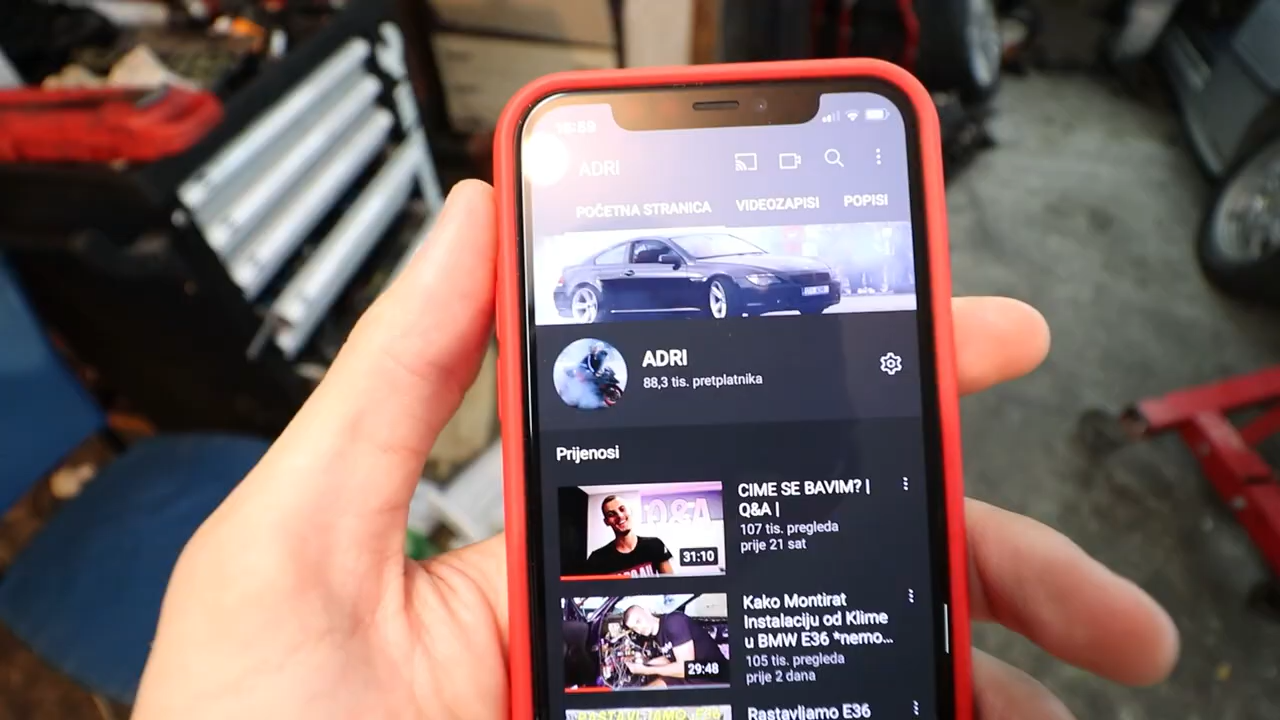 ADRI
POČETNA STRANICA VIDEOZAPISI POPISI
ADRI
88,3 tis. pretplatnika
Prijenosi
Q&A
31:10
CIME SE BAVIM? |
Q&A |
107 tis. pregleda
prije 21 sat
29:48
Kako Montirat
Instalaciju od Klime
u BMW E36 *nemo...
105 tis. pregleda
prije 2 dana
RASTAVLJAMO E36
Rastavljamo E36